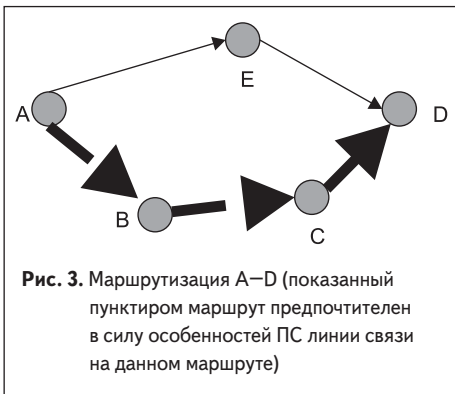 E
A
D
B
C
Рис. 3. Маршрутизация A—D (показанный
пунктиром маршрут предпочтителен
в силу особенностей ПС линии связи
на данном маршруте)